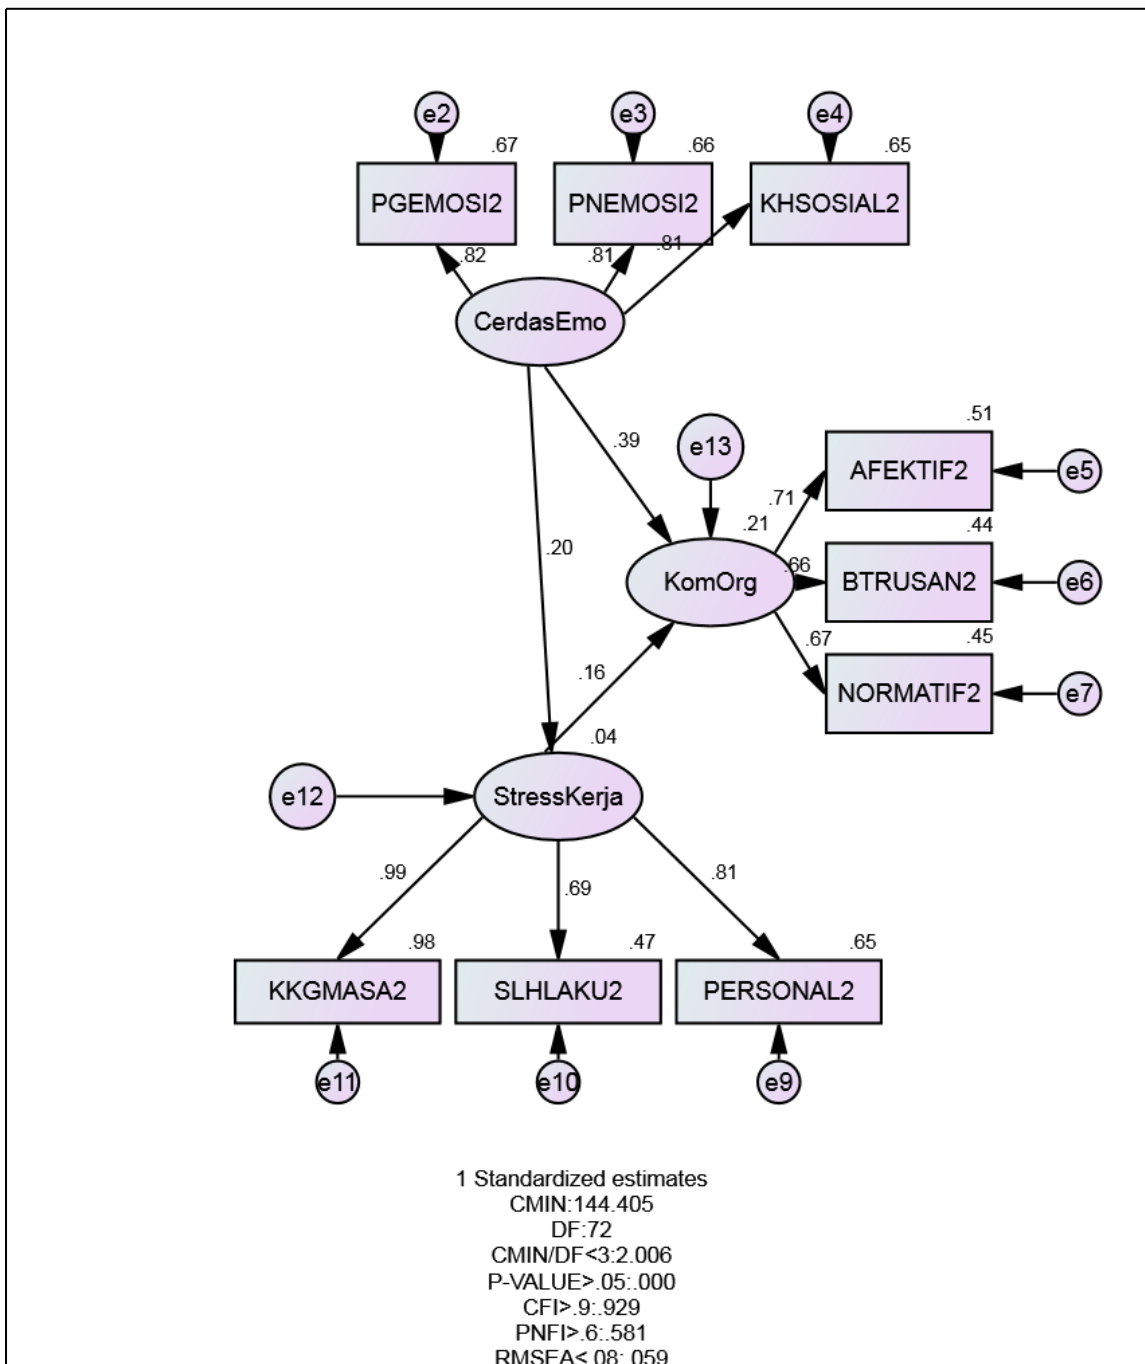 e2
e3
e4
.67
.66
.65
PGEMOSI2
PNEMOSI2
KHSOSIAL2
.82
.81
.81
CerdasEmo
.39
.20
e13
.51
AFEKTIF2
e5
.71
.21
.44
KomOrg
.66
BTRUSAN2
e6
.67
.45
NORMATIF2
e7
.16
.04
e12
StressKerja
.99
.69
.81
.98
.47
.65
KKGMASA2
SLHLAKU2
PERSONAL2
e11
e10
e9
1 Standardized estimates
CMIN:144.405
DF:72
CMIN/DF<3:2.006
P-VALUE>.05:.000
CFI>.9:.929
PNFI>.6:.581
RMSEA<.08:.059